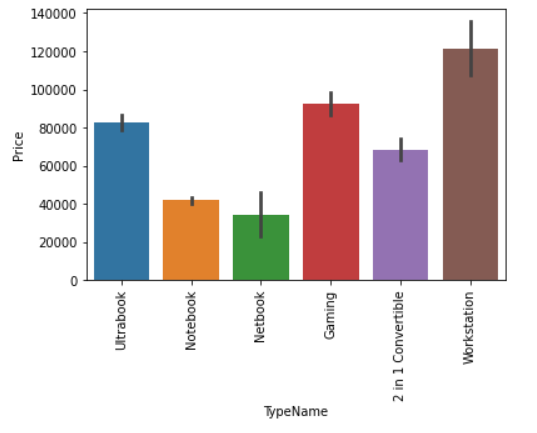 140000
120000
100000
80000
60000
40000
20000
0
Price
Ultrabook
Notebook
Netbook
Gaming
2 in 1 Convertible
Workstation
TypeName